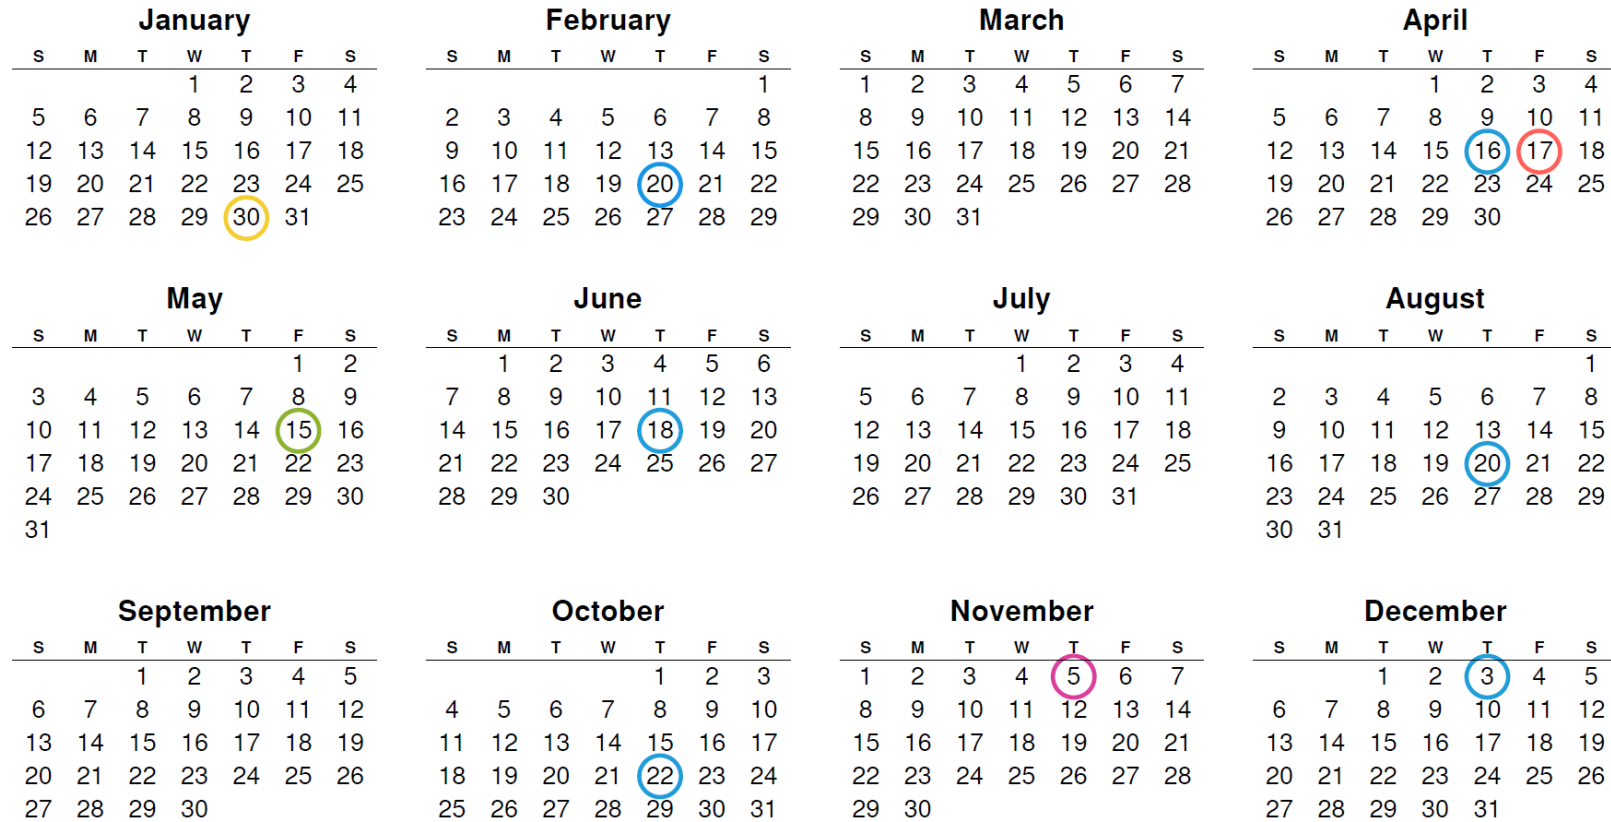 January
S M T W T F S
1 2 3 4
5 6 7 8 9 10 11
12 13 14 15 16 17 18
19 20 21 22 23 24 25
26 27 28 29 30 31
February
S M T W T F S
1
2 3 4 5 6 7 8
9 10 11 12 13 14 15
16 17 18 19 20 21 22
23 24 25 26 27 28 29
March
S M T W T F S
1 2 3 4 5 6 7
8 9 10 11 12 13 14
15 16 17 18 19 20 21
22 23 24 25 26 27 28
29 30 31
April
S M T W T F S
1 2 3 4
5 6 7 8 9 10 11
12 13 14 15 16 17 18
19 20 21 22 23 24 25
26 27 28 29 30
May
S M T W T F S
1 2
3 4 5 6 7 8 9
10 11 12 13 14 15 16
17 18 19 20 21 22 23
24 25 26 27 28 29 30
31
June
S M T W T F S
1 2 3 4 5 6
7 8 9 10 11 12 13
14 15 16 17 18 19 20
21 22 23 24 25 26 27
28 29 30
July
S M T W T F S
1 2 3 4
5 6 7 8 9 10 11
12 13 14 15 16 17 18
19 20 21 22 23 24 25
26 27 28 29 30 31
August
S M T W T F S
1
2 3 4 5 6 7 8
9 10 11 12 13 14 15
16 17 18 19 20 21 22
23 24 25 26 27 28 29
30 31
September
S M T W T F S
1 2 3 4 5
6 7 8 9 10 11 12
13 14 15 16 17 18 19
20 21 22 23 24 25 26
27 28 29 30
October
S M T W T F S
1 2 3
4 5 6 7 8 9 10
11 12 13 14 15 16 17
18 19 20 21 22 23 24
25 26 27 28 29 30 31
November
S M T W T F S
1 2 3 4 5 6 7
8 9 10 11 12 13 14
15 16 17 18 19 20 21
22 23 24 25 26 27 28
29 30
December
S M T W T F S
1 2 3 4 5
6 7 8 9 10 11 12
13 14 15 16 17 18 19
20 21 22 23 24 25 26
27 28 29 30 31